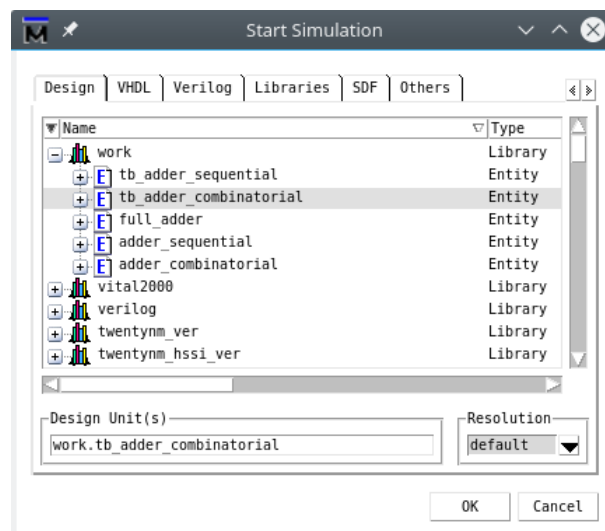 Start Simulation
Design VHDL Verilog Libraries SDF Others
Name Type
work Library
E tb_adder_sequential Entity
E tb_adder_combinatorial Entity
E full_adder Entity
E adder_sequential Entity
E adder_combinatorial Entity
vital2000 Library
verilog Library
twentynm_ver Library
twentynm_hssi_ver Library
Design Unit(s) Resolution
work.tb_adder_combinatorial default
OK Cancel